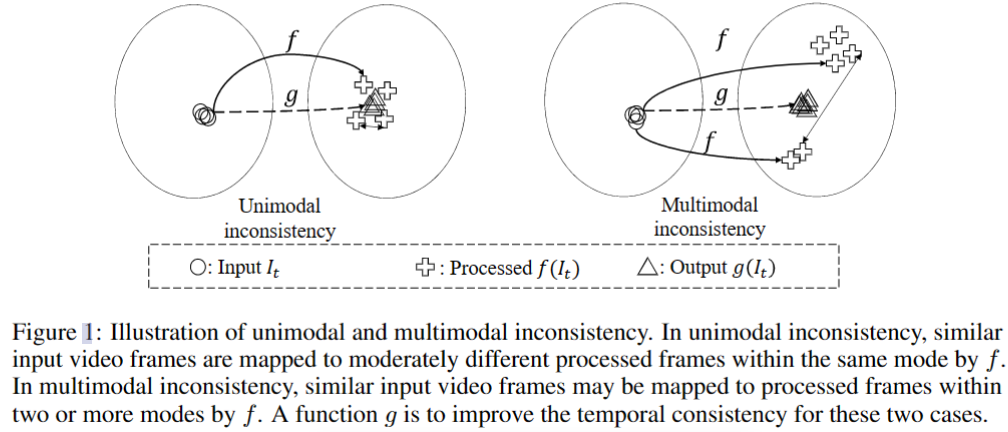 f
g
f
g
f
Unimodal
inconsistency
Multimodal
inconsistency
: Input I_t
: Processed f(I_t)
: Output g(I_t)
Figure 1: Illustration of unimodal and multimodal inconsistency. In unimodal inconsistency, similar
input video frames are mapped to moderately different processed frames within the same mode by f.
In multimodal inconsistency, similar input video frames may be mapped to processed frames within
two or more modes by f. A function g is to improve the temporal consistency for these two cases.